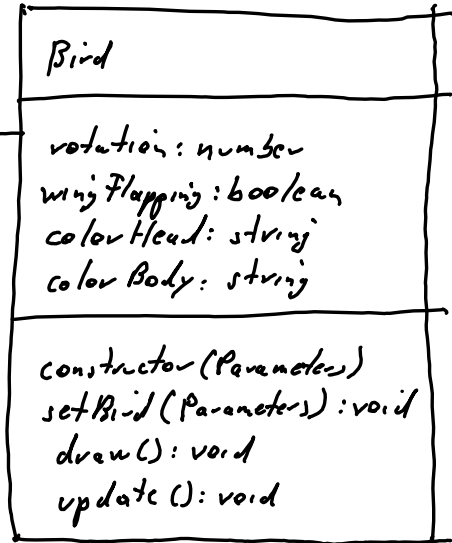 Bird
rotation: number
wingFlapping: boolean
colorHead: string
colorBody: string
constructor(Parameters)
setBird(Parameters): void
draw(): void
update(): void